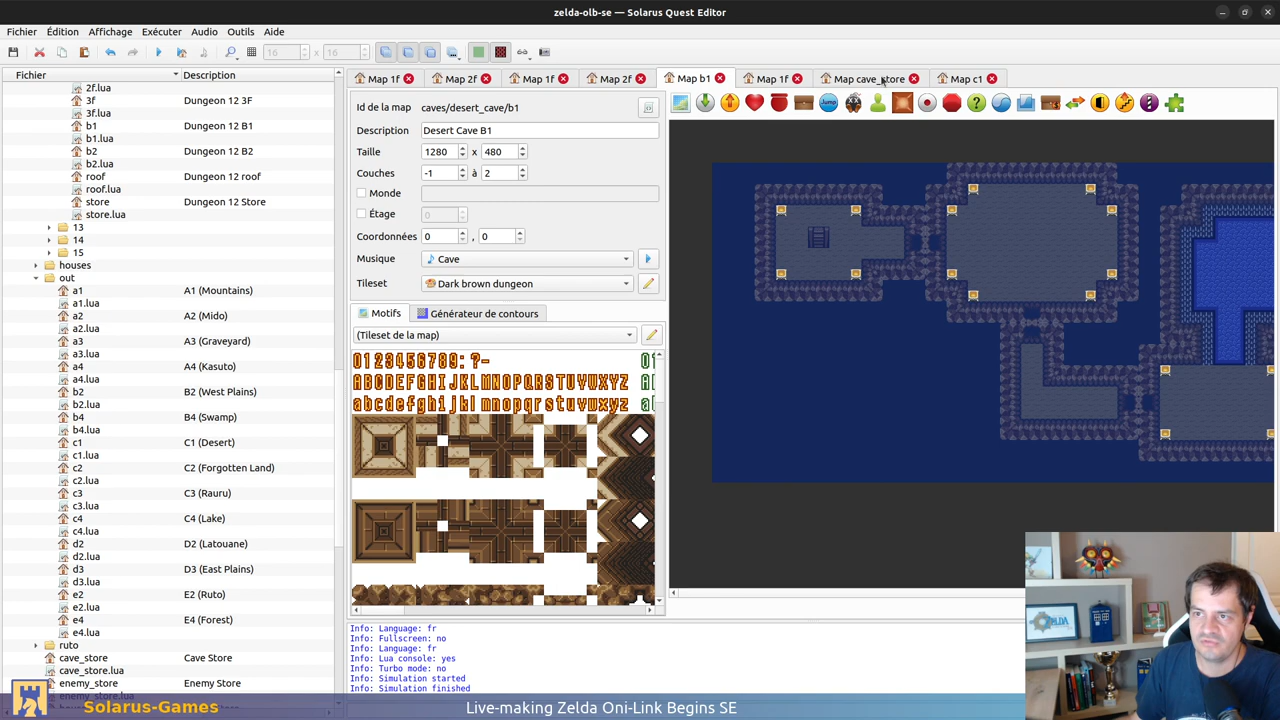 zelda-olb-se — Solarus Quest Editor
Fichier Édition Affichage Exécuter Audio Outils Aide
16 x 16
Fichier Description
2f.lua
3f Dungeon 12 3F
3f.lua
b1 Dungeon 12 B1
b1.lua
b2 Dungeon 12 B2
b2.lua
roof Dungeon 12 roof
roof.lua
store Dungeon 12 Store
store.lua
13
14
15
houses
out
a1 A1 (Mountains)
a1.lua
a2 A2 (Mido)
a2.lua
a3 A3 (Graveyard)
a3.lua
a4 A4 (Kasuto)
a4.lua
b2 B2 (West Plains)
b2.lua
b4 B4 (Swamp)
b4.lua
c1 C1 (Desert)
c1.lua
c2 C2 (Forgotten Land)
c2.lua
c3 C3 (Rauru)
c3.lua
c4 C4 (Lake)
c4.lua
d2 D2 (Latouane)
d2.lua
d3 D3 (East Plains)
d3.lua
e2 E2 (Ruto)
e2.lua
e4 E4 (Forest)
e4.lua
ruto
cave_store Cave Store
cave_store.lua
enemy_store Enemy Store
enemy_store.lua
Map 1f Map 2f Map 1f Map 2f Map b1 Map 1f Map cave_store Map c1
Id de la map caves/desert_cave/b1
Description Desert Cave B1
Taille 1280 x 480
Couches -1 à 2
Monde
Étage 0
Coordonnées 0 , 0
Musique Cave
Tileset Dark brown dungeon
Motifs Générateur de contours
(Tileset de la map)
0123456789:?-
ABCDEFGHIJKLMNOPQRSTUVWXYZ
abcdefghijklmnopqrstuvwxyz
Jump
Info: Language: fr
Info: Fullscreen: no
Info: Language: fr
Info: Lua console: yes
Info: Turbo mode: no
Info: Simulation started
Info: Simulation finished
Solarus-Games Live-making Zelda Oni-Link Begins SE